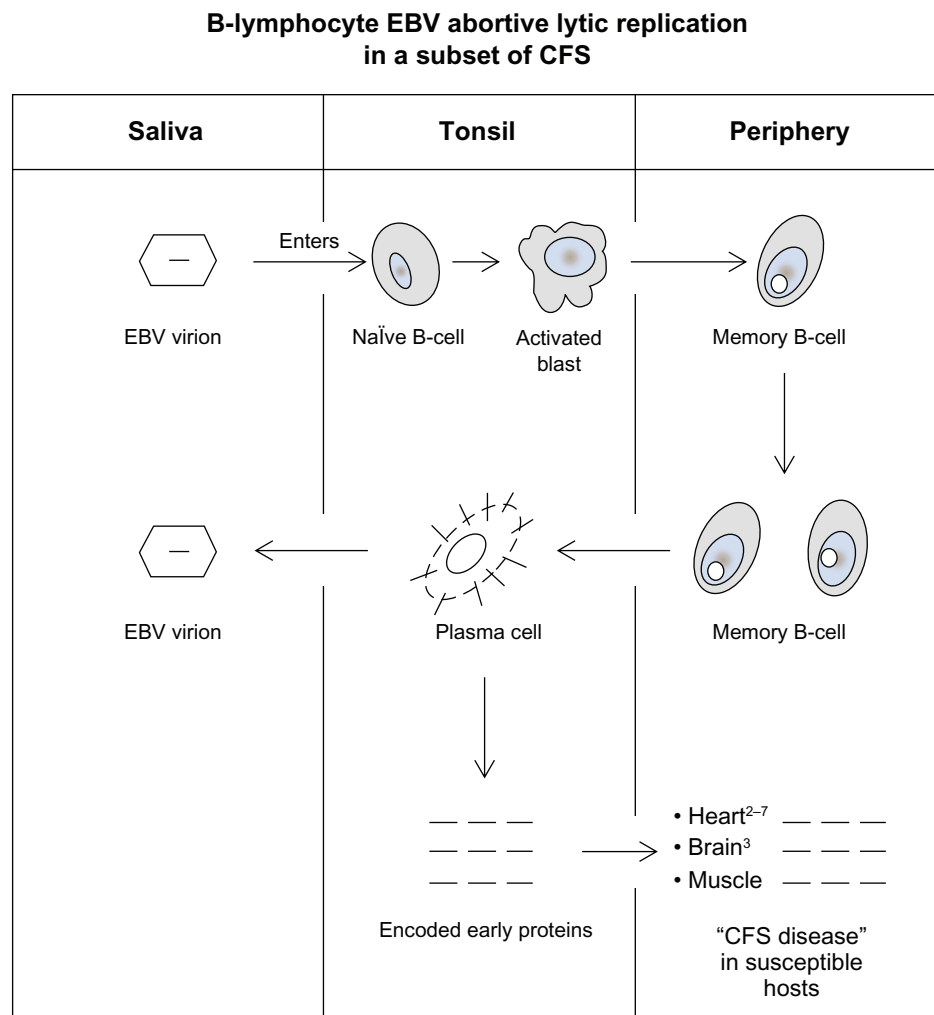 B-lymphocyte EBV abortive lytic replication
in a subset of CFS
Saliva
Tonsil
Periphery
Enters
EBV virion
NaÏve B-cell
Activated
blast
Memory B-cell
EBV virion
Plasma cell
Memory B-cell
Encoded early proteins
• Heart²⁻⁷
• Brain³
• Muscle
“CFS disease”
in susceptible
hosts